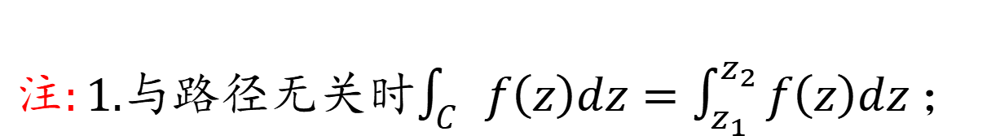 注: 1.与路径无关时∫_C f(z)dz = ∫_{z_1}^{z_2} f(z)dz ;